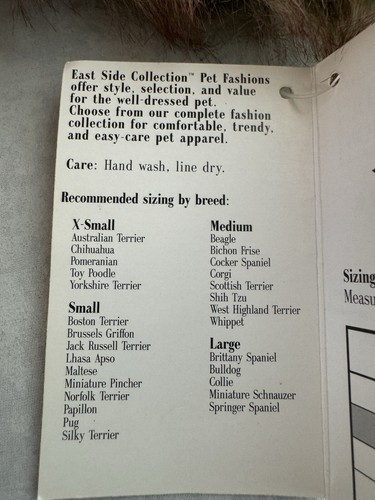 East Side Collection™ Pet Fashions
offer style, selection, and value
for the well-dressed pet.
Choose from our complete fashion
collection for comfortable, trendy,
and easy-care pet apparel.
Care: Hand wash, line dry.
Recommended sizing by breed:
X-Small
Australian Terrier
Chihuahua
Pomeranian
Toy Poodle
Yorkshire Terrier
Small
Boston Terrier
Brussels Griffon
Jack Russell Terrier
Lhasa Apso
Maltese
Miniature Pincher
Norfolk Terrier
Papillon
Pug
Silky Terrier
Medium
Beagle
Bichon Frise
Cocker Spaniel
Corgi
Scottish Terrier
Shih Tzu
West Highland Terrier
Whippet
Large
Brittany Spaniel
Bulldog
Collie
Miniature Schnauzer
Springer Spaniel
Sizing
Measu